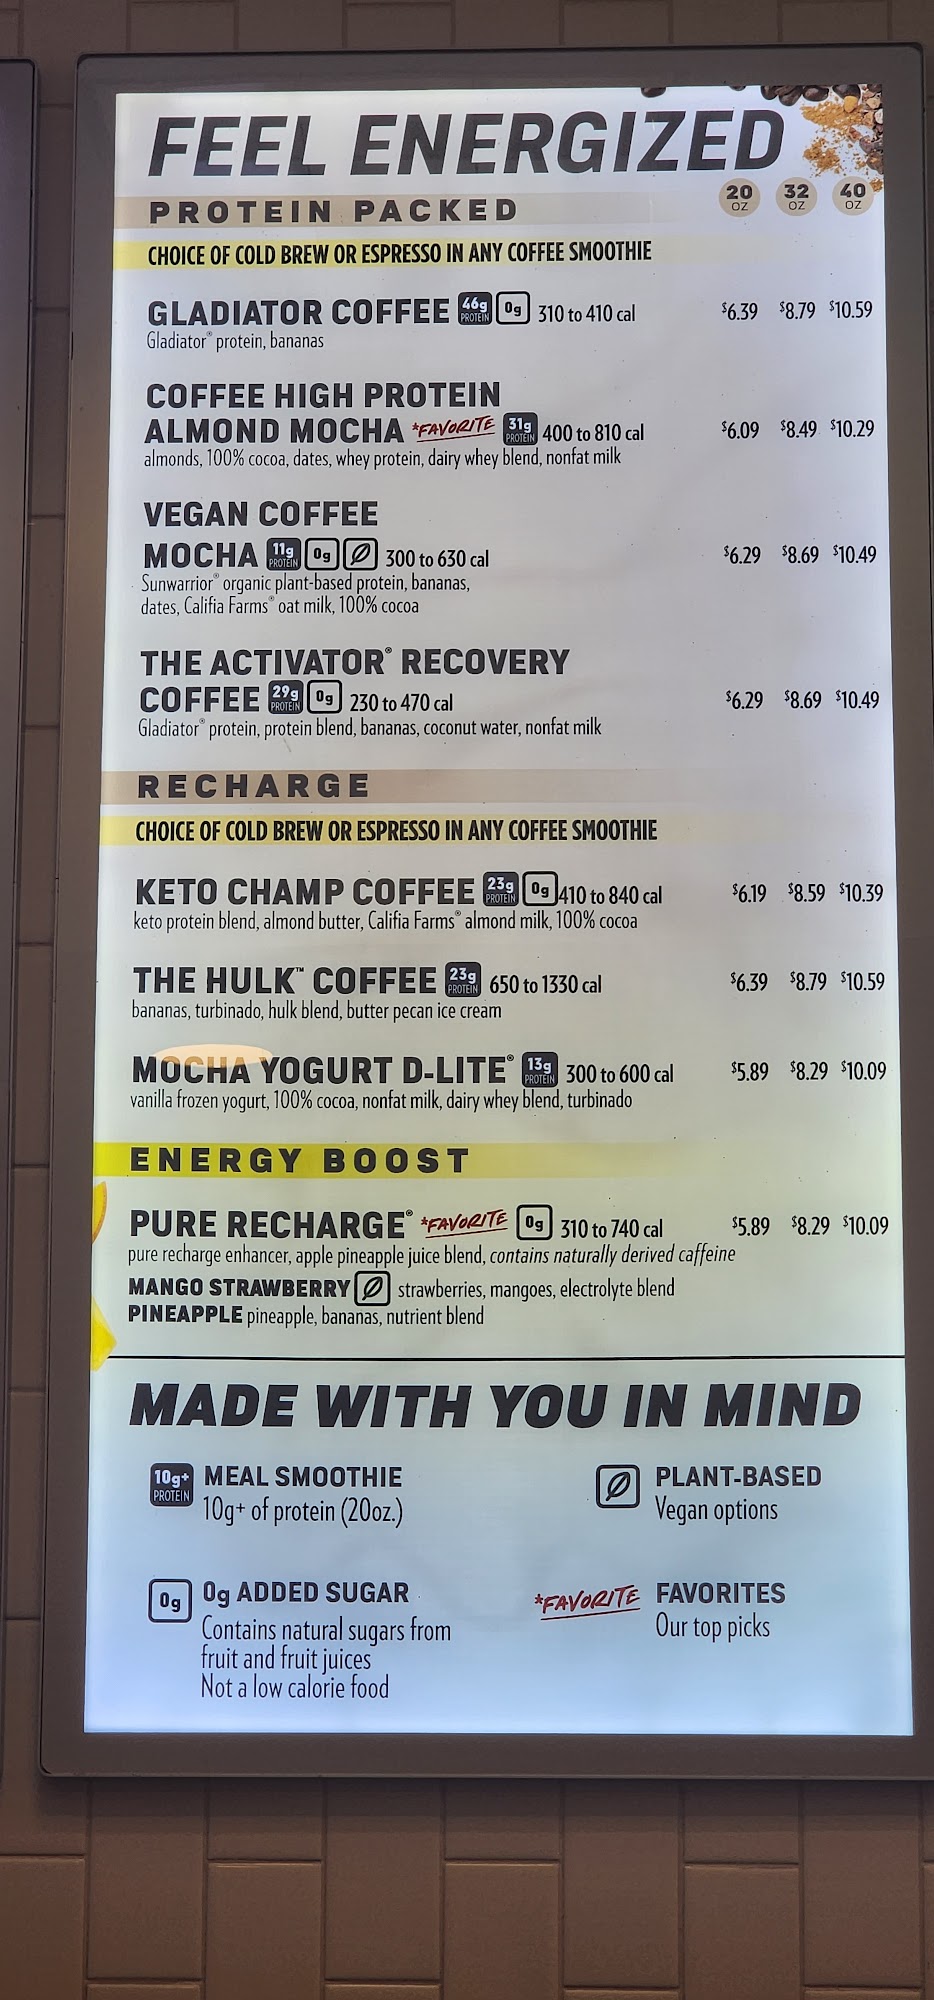 FEEL ENERGIZED
20 OZ 32 OZ 40 OZ
PROTEIN PACKED
CHOICE OF COLD BREW OR ESPRESSO IN ANY COFFEE SMOOTHIE
GLADIATOR COFFEE 46g PROTEIN 0g 310 to 410 cal $6.39 $8.79 $10.59
Gladiator® protein, bananas
COFFEE HIGH PROTEIN
ALMOND MOCHA *FAVORITE 31g PROTEIN 400 to 810 cal $6.09 $8.49 $10.29
almonds, 100% cocoa, dates, whey protein, dairy whey blend, nonfat milk
VEGAN COFFEE
MOCHA 11g PROTEIN 0g 300 to 630 cal $6.29 $8.69 $10.49
Sunwarrior® organic plant-based protein, bananas,
dates, Califia Farms® oat milk, 100% cocoa
THE ACTIVATOR® RECOVERY
COFFEE 29g PROTEIN 0g 230 to 470 cal $6.29 $8.69 $10.49
Gladiator® protein, protein blend, bananas, coconut water, nonfat milk
RECHARGE
CHOICE OF COLD BREW OR ESPRESSO IN ANY COFFEE SMOOTHIE
KETO CHAMP COFFEE 23g PROTEIN 0g 410 to 840 cal $6.19 $8.59 $10.39
keto protein blend, almond butter, Califia Farms® almond milk, 100% cocoa
THE HULK™ COFFEE 23g PROTEIN 650 to 1330 cal $6.39 $8.79 $10.59
bananas, turbinado, hulk blend, butter pecan ice cream
MOCHA YOGURT D-LITE® 13g PROTEIN 300 to 600 cal $5.89 $8.29 $10.09
vanilla frozen yogurt, 100% cocoa, nonfat milk, dairy whey blend, turbinado
ENERGY BOOST
PURE RECHARGE® *FAVORITE 0g 310 to 740 cal $5.89 $8.29 $10.09
pure recharge enhancer, apple pineapple juice blend, contains naturally derived caffeine
MANGO STRAWBERRY strawberries, mangoes, electrolyte blend
PINEAPPLE pineapple, bananas, nutrient blend
MADE WITH YOU IN MIND
10g+ PROTEIN MEAL SMOOTHIE
10g+ of protein (20oz.)
PLANT-BASED
Vegan options
0g 0g ADDED SUGAR
Contains natural sugars from
fruit and fruit juices
Not a low calorie food
*FAVORITE FAVORITES
Our top picks